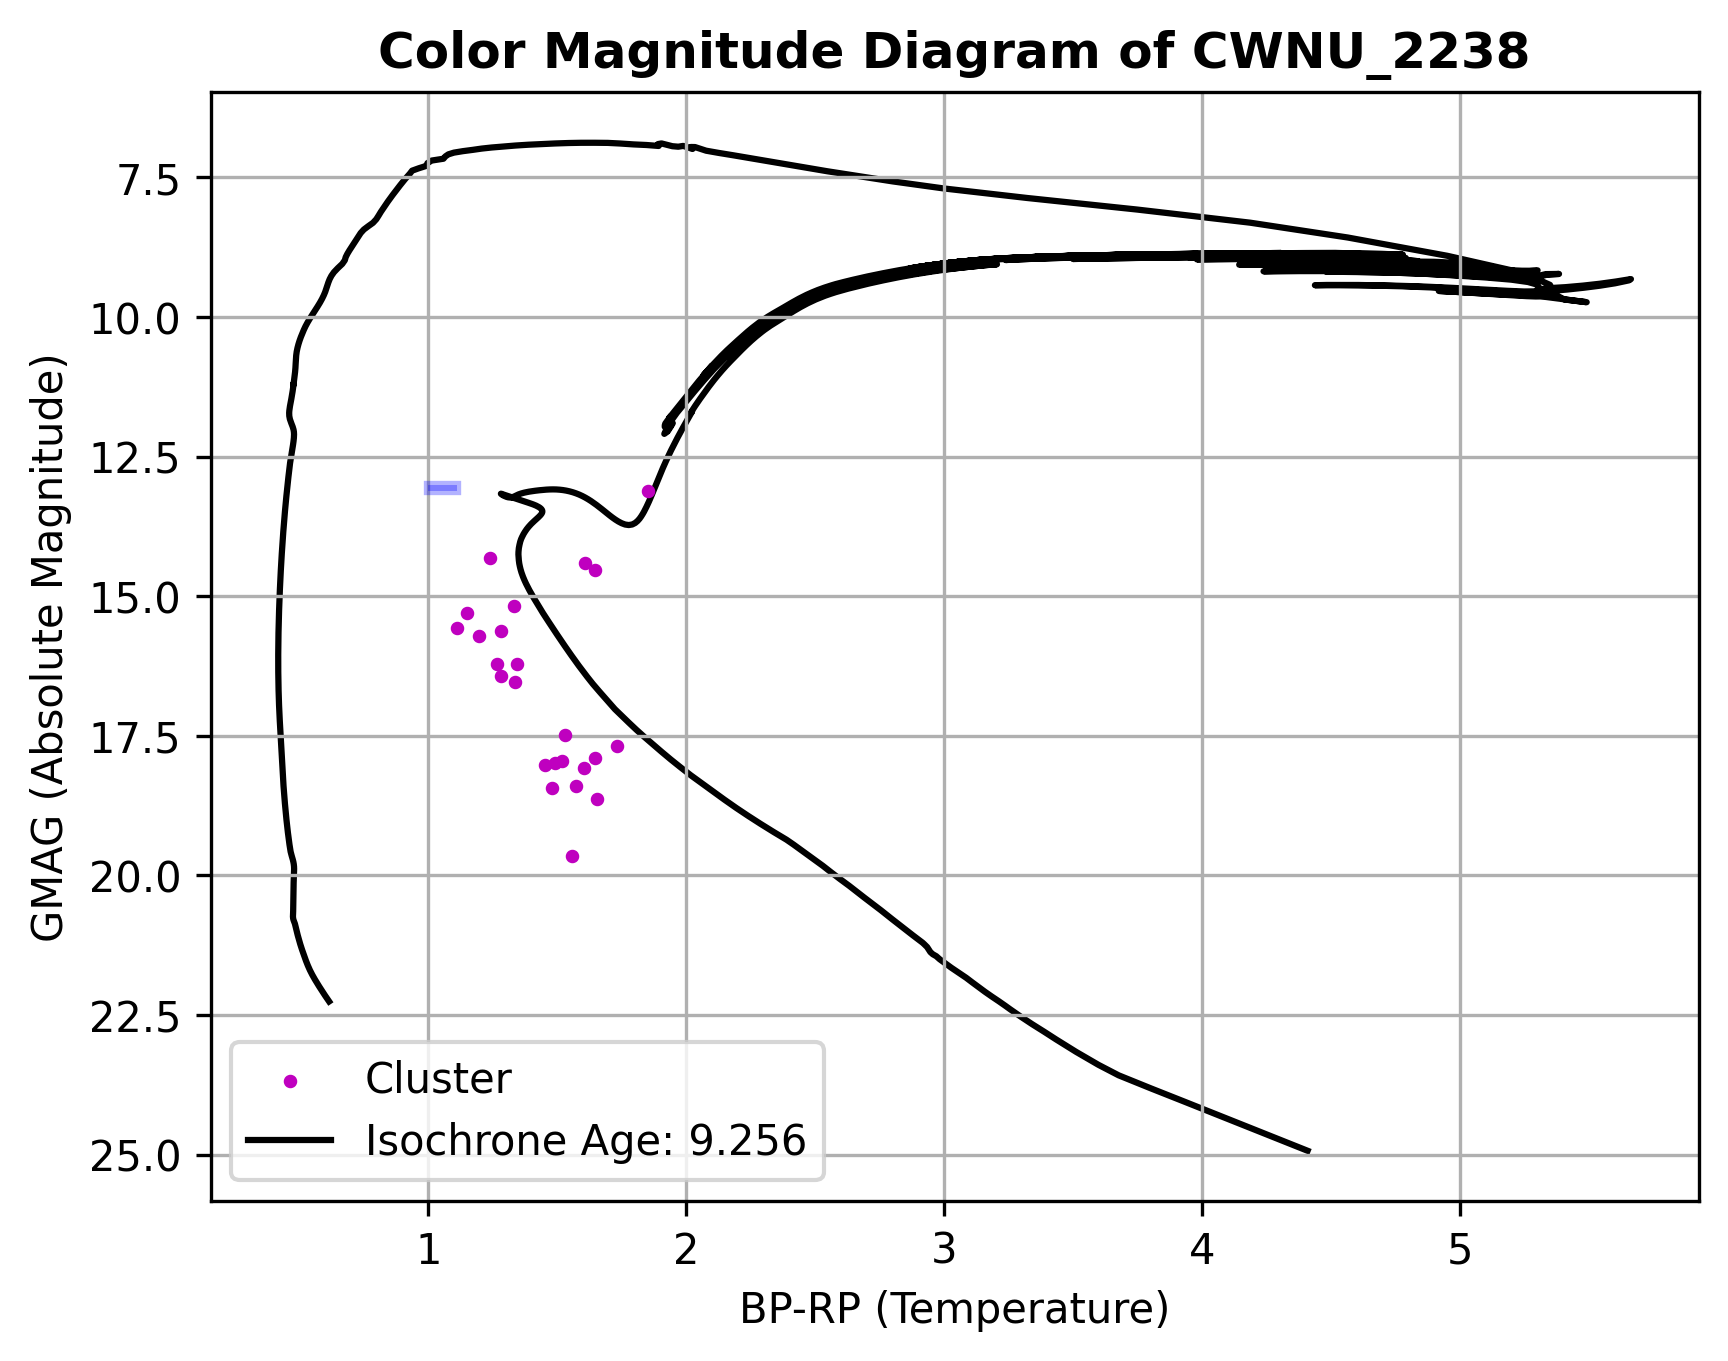 Color Magnitude Diagram of CWNU_2238
GMAG (Absolute Magnitude)
7.5
10.0
12.5
15.0
17.5
20.0
22.5
25.0
Cluster
Isochrone Age: 9.256
1 2 3 4 5
BP-RP (Temperature)